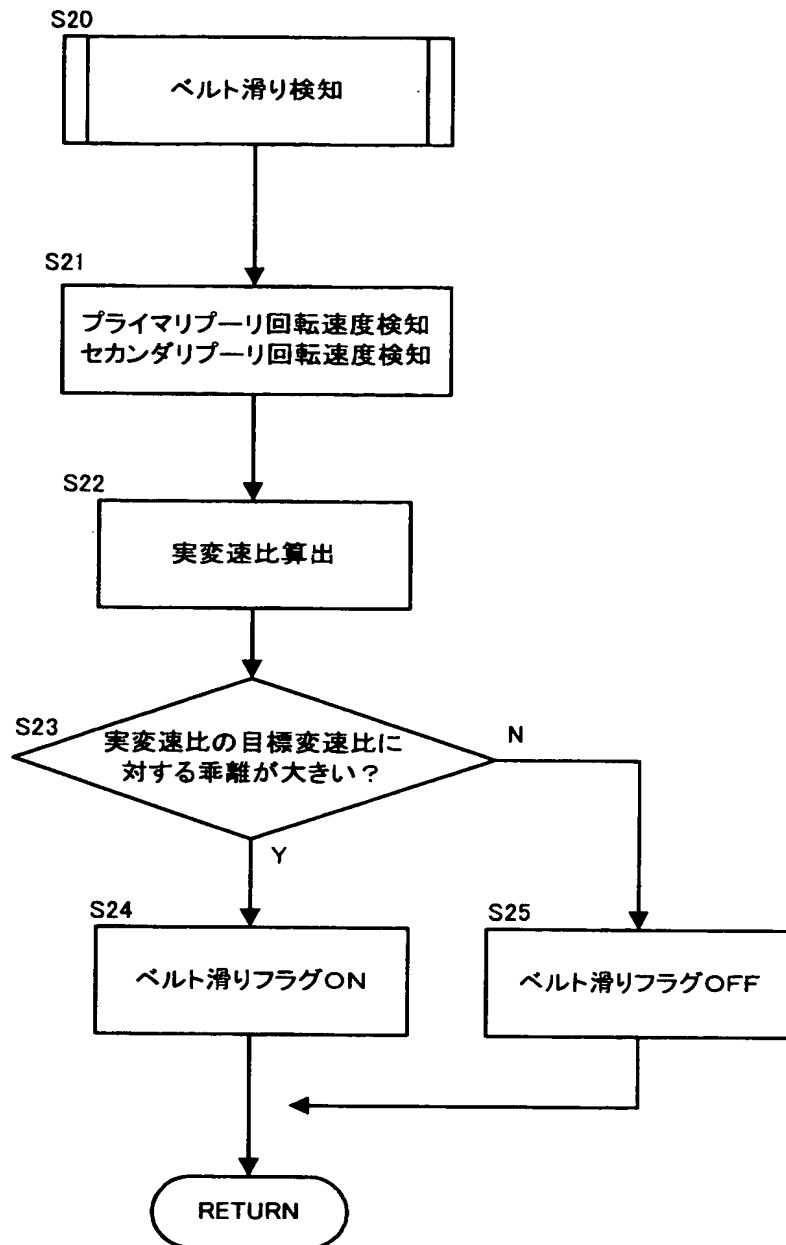 S20
ベルト滑り検知
S21
プライマリプーリ回転速度検知
セカンダリプーリ回転速度検知
S22
実変速比算出
S23
実変速比の目標変速比に
対する乖離が大きい?
N
Y
S24
ベルト滑りフラグON
S25
ベルト滑りフラグOFF
RETURN